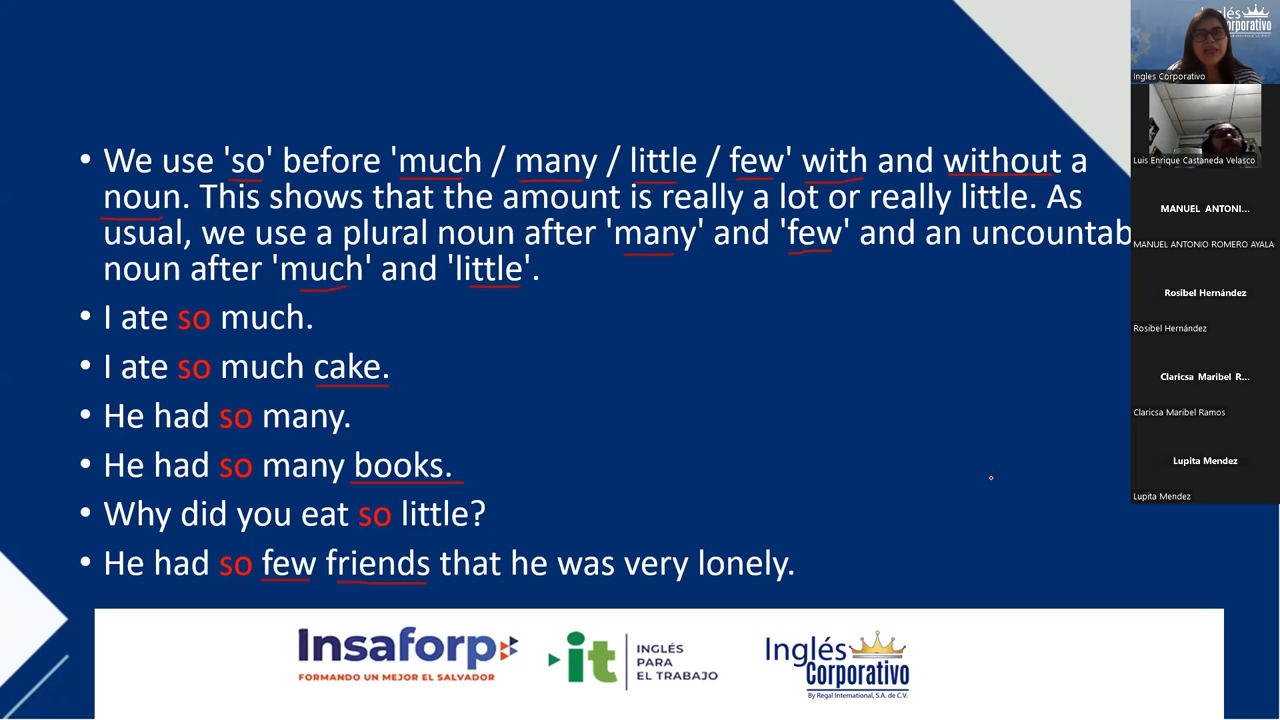 We use 'so' before 'much / many / little / few' with and without a
noun. This shows that the amount is really a lot or really little. As
usual, we use a plural noun after 'many' and 'few' and an uncountab
noun after 'much' and 'little'.
I ate so much.
I ate so much cake.
He had so many.
He had so many books.
Why did you eat so little?
He had so few friends that he was very lonely.
Insaforp
FORMANDO UN MEJOR EL SALVADOR
it
INGLÉS
PARA
EL TRABAJO
Inglés
Corporativo
By Regal International, S.A. de C.V.
Ingles Corporativo
Luis Enrique Castaneda Velasco
MANUEL ANTONI...
MANUEL ANTONIO ROMERO AYALA
Rosibel Hernández
Rosibel Hernández
Claricsa Maribel R...
Claricsa Maribel Ramos
Lupita Mendez
Lupita Mendez